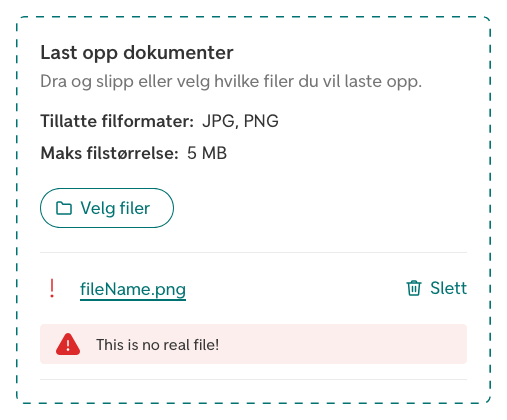 Last opp dokumenter
Dra og slipp eller velg hvilke filer du vil laste opp.
Tillatte filformater: JPG, PNG
Maks filstørrelse: 5 MB
Velg filer
fileName.png Slett
This is no real file!